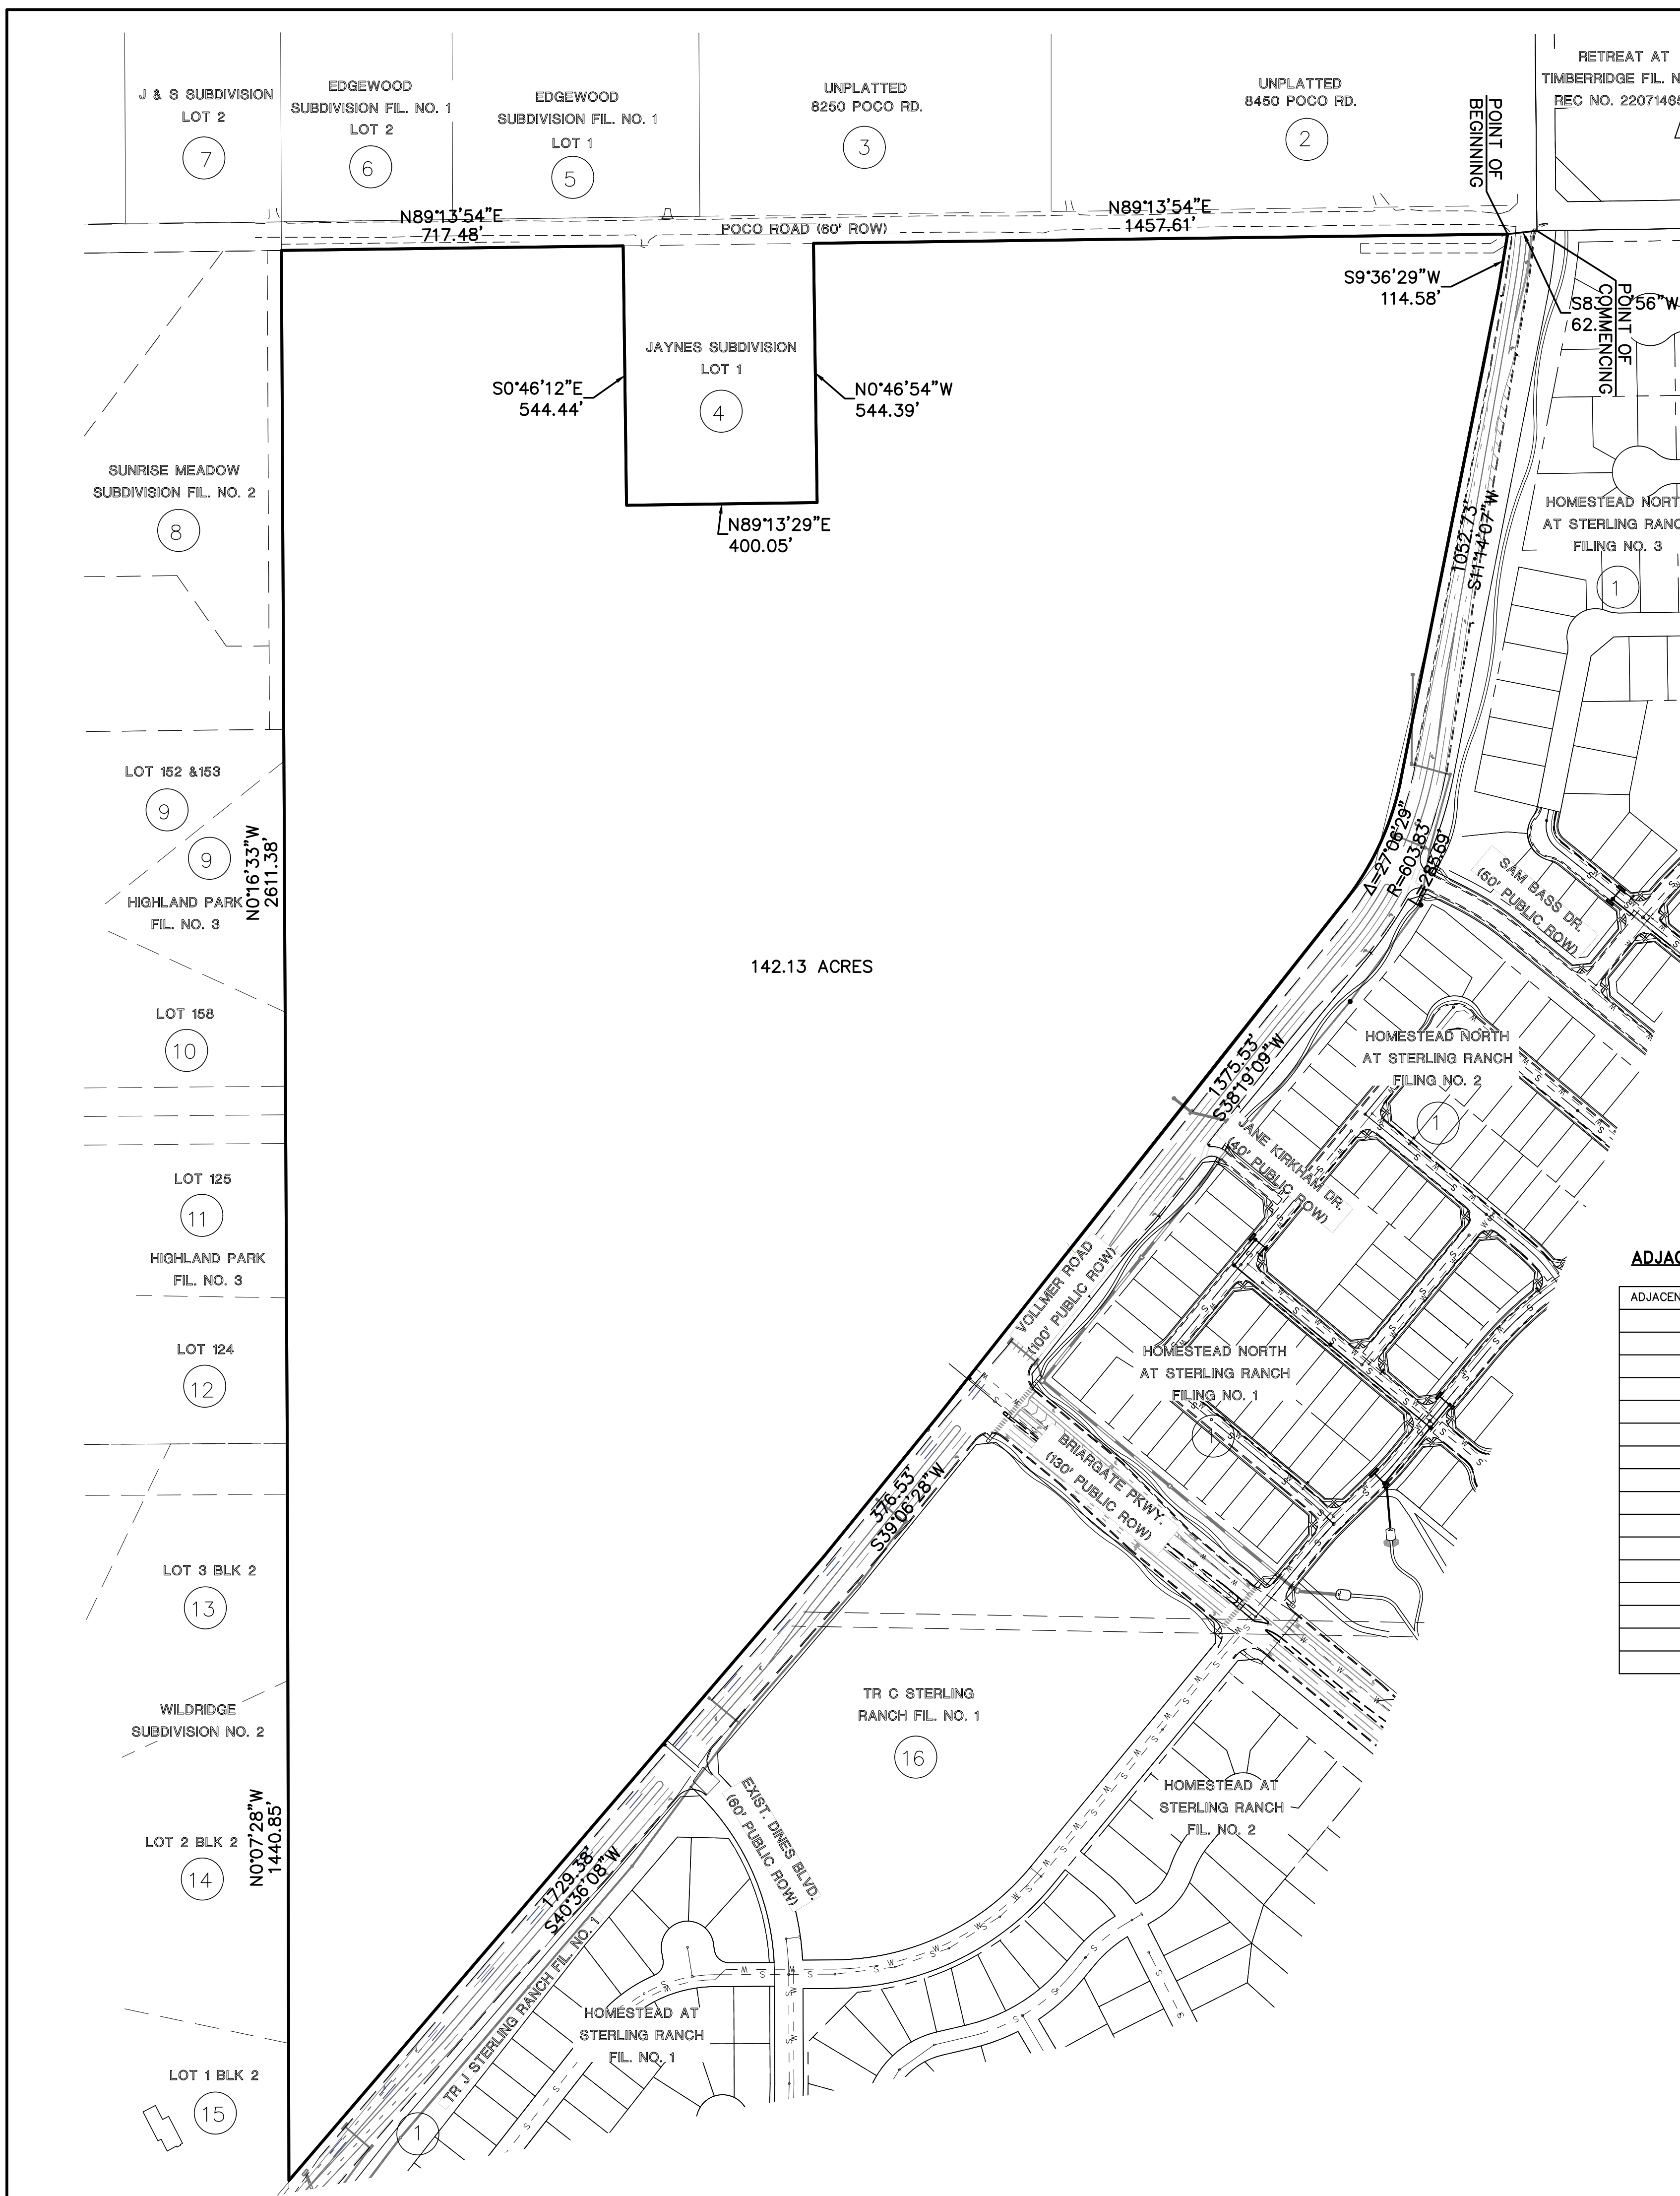 J & S SUBDIVISION
LOT 2
7
EDGEWOOD
SUBDIVISION FIL. NO. 1
LOT 2
6
EDGEWOOD
SUBDIVISION FIL. NO. 1
LOT 1
5
UNPLATTED
8250 POCO RD.
3
UNPLATTED
8450 POCO RD.
2
POINT OF
BEGINNING
RETREAT AT
TIMBERRIDGE FIL.
REC NO.
N89°13'54"E
717.48'
POCO ROAD (60' ROW)
N89°13'54"E
1457.61'
S9°36'29"W
114.58'
POINT OF
COMMENCING
JAYNES SUBDIVISION
LOT 1
4
S0°46'12"E
544.44'
N0°46'54"W
544.39'
N89°13'29"E
400.05'
SUNRISE MEADOW
SUBDIVISION FIL. NO. 2
8
1052.73'
S11°14'07"W
HOMESTEAD
AT STERLING
FILING NO. 3
1
LOT 152 &153
9
9
HIGHLAND PARK
FIL. NO. 3
N0°16'33"W
2611.38'
Δ=27°06'29"
R=603.83'
SAM BASS DR.
(50' PUBLIC ROW)
142.13 ACRES
LOT 158
10
1375.53'
S38°19'09"W
HOMESTEAD NORTH
AT STERLING RANCH
FILING NO. 2
1
JANE KIRKHAM DR.
(40' PUBLIC ROW)
LOT 125
11
HIGHLAND PARK
FIL. NO. 3
VOLLMER ROAD
(100' PUBLIC ROW)
LOT 124
12
HOMESTEAD NORTH
AT STERLING RANCH
FILING NO. 1
1
BRIARGATE PKWY.
(130' PUBLIC ROW)
376.53'
S39°06'28"W
LOT 3 BLK 2
13
WILDRIDGE
SUBDIVISION NO. 2
TR C STERLING
RANCH FIL. NO. 1
16
EXIST. DINES BLVD.
(60' PUBLIC ROW)
HOMESTEAD AT
STERLING RANCH
FIL. NO. 2
LOT 2 BLK 2
14
N0°07'28"W
1440.85'
1729.38'
S40°36'08"W
TR J STERLING RANCH FIL. NO. 1
1
HOMESTEAD AT
STERLING RANCH
FIL. NO. 1
LOT 1 BLK 2
15